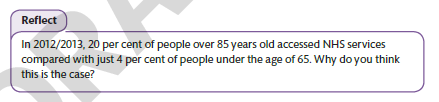 Reflect
In 2012/2013, 20 per cent of people over 85 years old accessed NHS services
compared with just 4 per cent of people under the age of 65. Why do you think
this is the case?